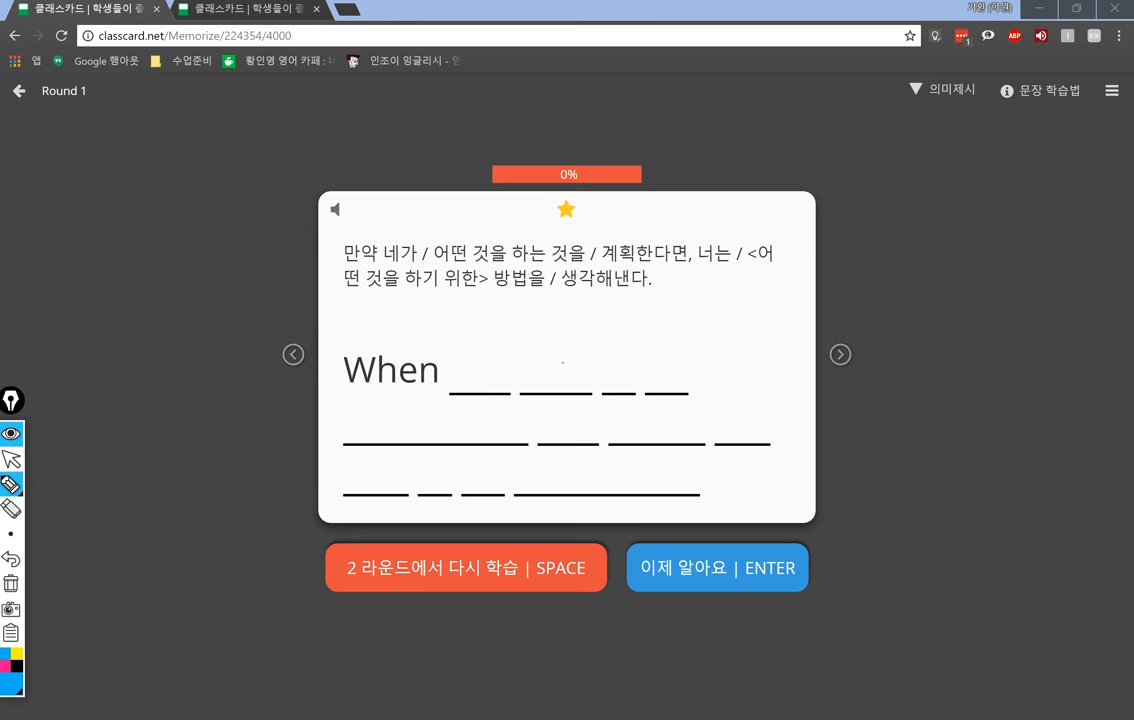 클래스카드 | 학생들이 좋
클래스카드 | 학생들이 좋
기완 (학원)
classcard.net/Memorize/224354/4000
1
ABP
앱
Google 행아웃
수업준비
황인영 영어 카페 : 네
인조이 잉글리시 - 영
Round 1
의미제시
문장 학습법
0%
만약 네가 / 어떤 것을 하는 것을 / 계획한다면, 너는 / <어
떤 것을 하기 위한> 방법을 / 생각해낸다.
When
2 라운드에서 다시 학습 | SPACE
이제 알아요 | ENTER